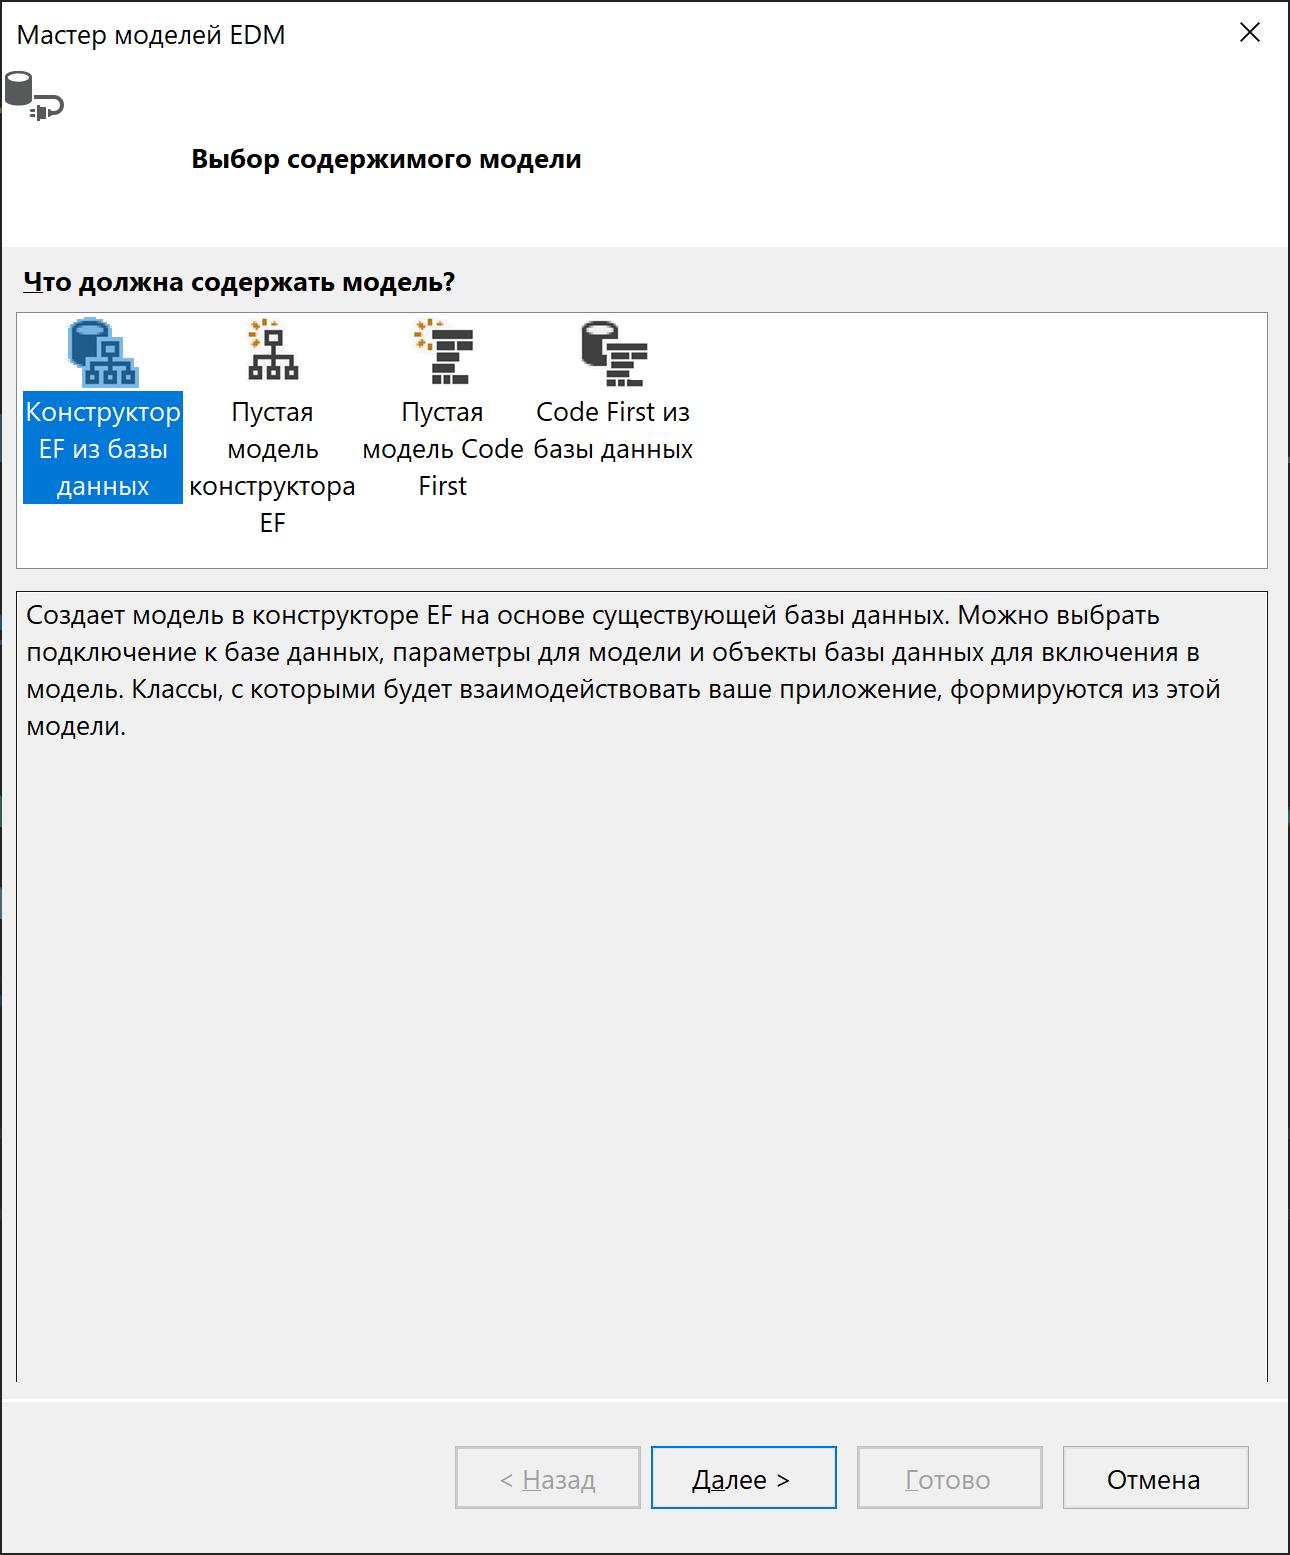 Мастер моделей EDM
Выбор содержимого модели
Что должна содержать модель?
Конструктор
EF из базы
данных
Пустая
модель
конструктора
EF
Пустая
модель Code
First
Code First из
базы данных
Создает модель в конструкторе EF на основе существующей базы данных. Можно выбрать
подключение к базе данных, параметры для модели и объекты базы данных для включения в
модель. Классы, с которыми будет взаимодействовать ваше приложение, формируются из этой
модели.
< Назад
Далее >
Готово
Отмена